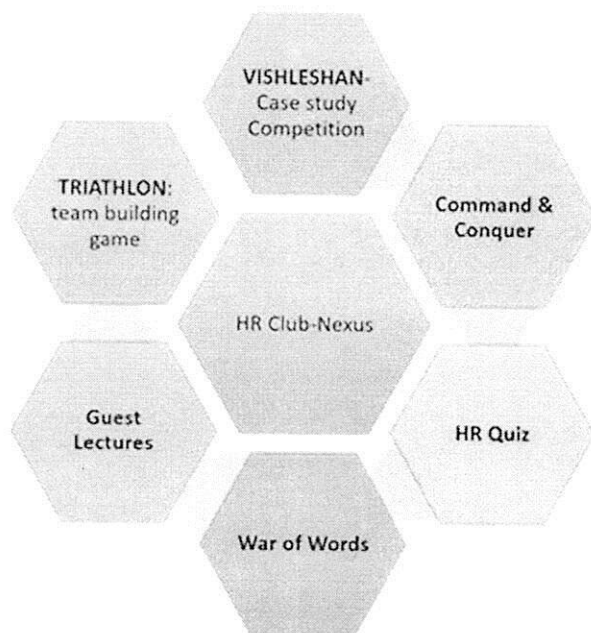 VISHLESHAN-
Case study
Competition
TRIATHLON:
team building
game
Command &
Conquer
HR Club-Nexus
Guest
Lectures
HR Quiz
War of Words